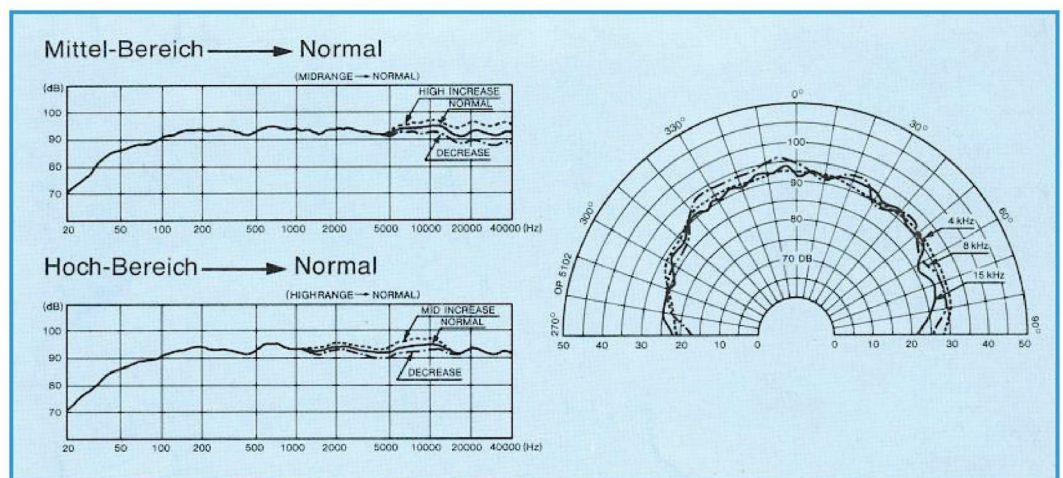 Mittel-Bereich → Normal
(MIDRANGE → NORMAL)
(dB)
HIGH INCREASE
NORMAL
100
90
80
70
DECREASE
20 50 100 200 500 1000 2000 5000 10000 20000 40000 (Hz)
Hoch-Bereich → Normal
(HIGHRANGE → NORMAL)
(dB)
MID INCREASE
NORMAL
100
90
80
70
DECREASE
20 50 100 200 500 1000 2000 5000 10000 20000 40000 (Hz)
0°
330° 30°
100
90
300° 60°
80
4 kHz
8 kHz
70 DB
15 kHz
OP 5102
270° 90°
50 40 30 20 10 0 0 10 20 30 40 50